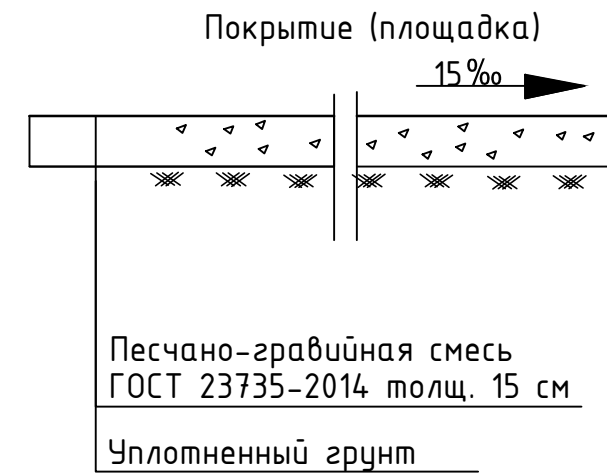 Покрытие (площадка)
15‰
Песчано-гравийная смесь
ГОСТ 23735-2014 толщ. 15 см
Уплотненный грунт